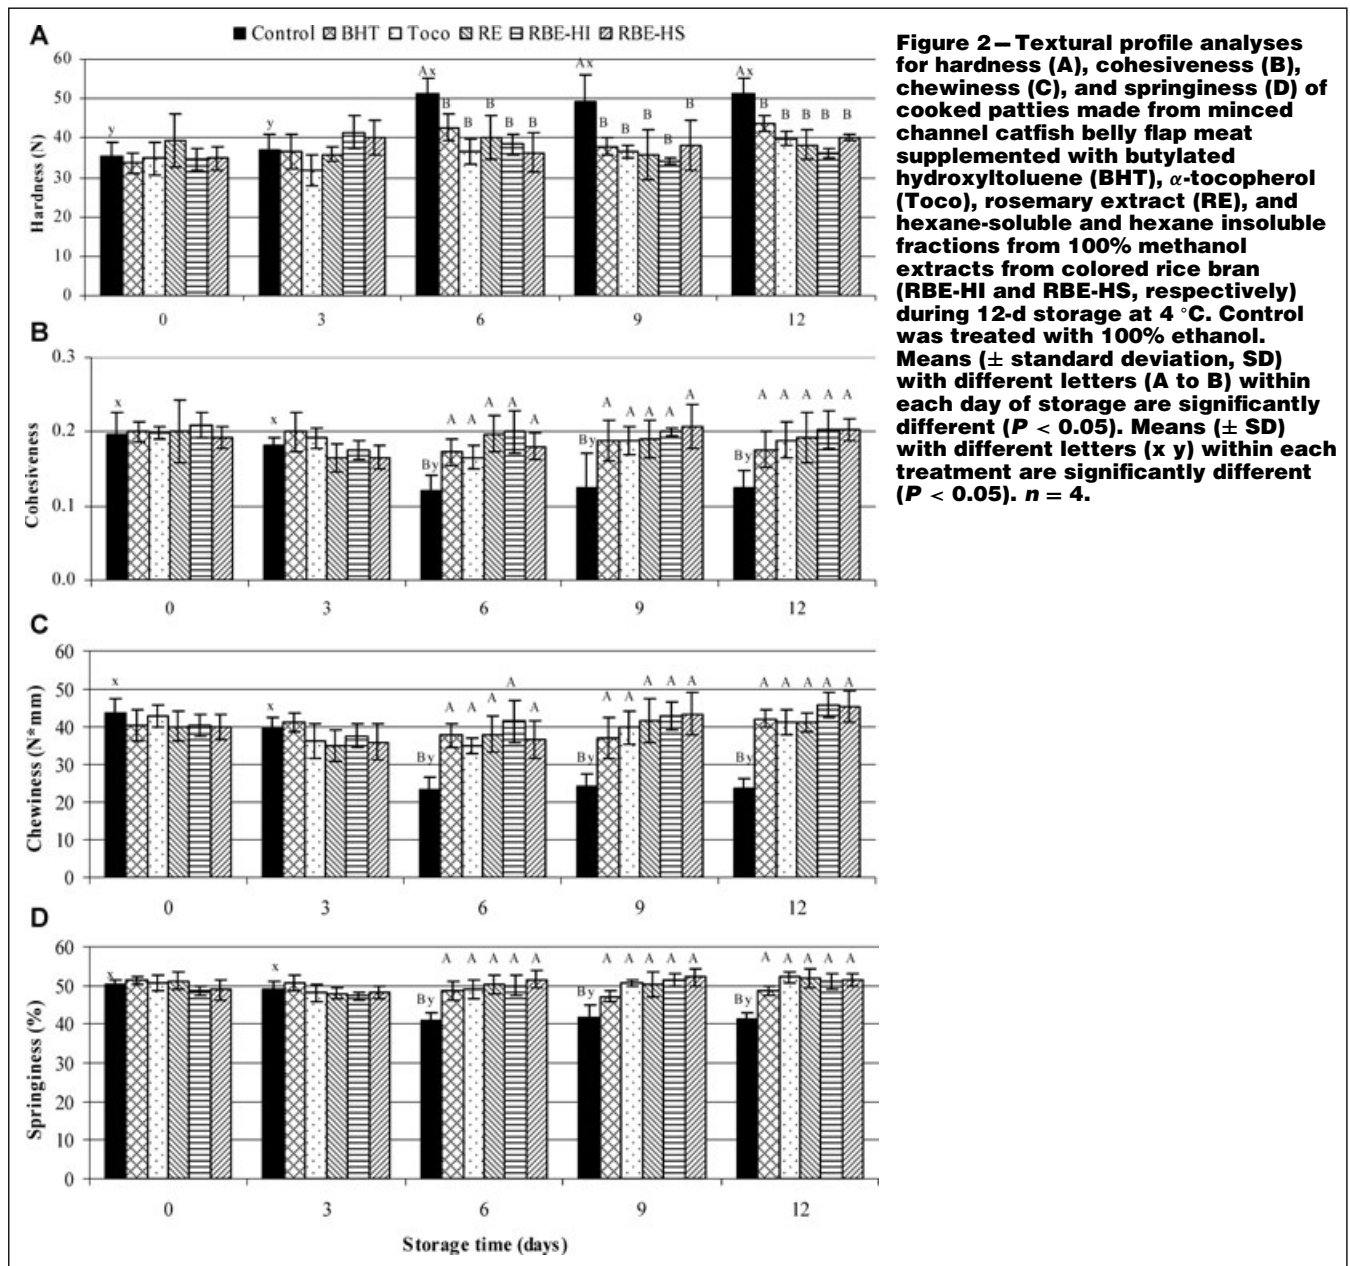 A
Control BHT Toco RE RBE-HI RBE-HS
60
50
40
30
20
10
0
Hardness (N)
y
y
Ax
B
B
B
B
B
Ax
B
B
B
B
B
Ax
B
B
B
B
B
0 3 6 9 12
B
0.3
0.2
0.1
0.0
Cohesiveness
x
x
By
A
A
A
A
A
By
A
A
A
A
A
By
A
A
A
A
A
0 3 6 9 12
C
60
50
40
30
20
10
0
Chewiness (N*mm)
x
x
By
A
A
A
A
A
By
A
A
A
A
A
By
A
A
A
A
A
0 3 6 9 12
D
60
50
40
30
20
10
0
Springiness (%)
x
x
By
A
A
A
A
A
By
A
A
A
A
A
By
A
A
A
A
A
0 3 6 9 12
Storage time (days)
Figure 2—Textural profile analyses
for hardness (A), cohesiveness (B),
chewiness (C), and springiness (D) of
cooked patties made from minced
channel catfish belly flap meat
supplemented with butylated
hydroxyltoluene (BHT), α-tocopherol
(Toco), rosemary extract (RE), and
hexane-soluble and hexane insoluble
fractions from 100% methanol
extracts from colored rice bran
(RBE-HI and RBE-HS, respectively)
during 12-d storage at 4 °C. Control
was treated with 100% ethanol.
Means (± standard deviation, SD)
with different letters (A to B) within
each day of storage are significantly
different (P < 0.05). Means (± SD)
with different letters (x y) within each
treatment are significantly different
(P < 0.05). n = 4.